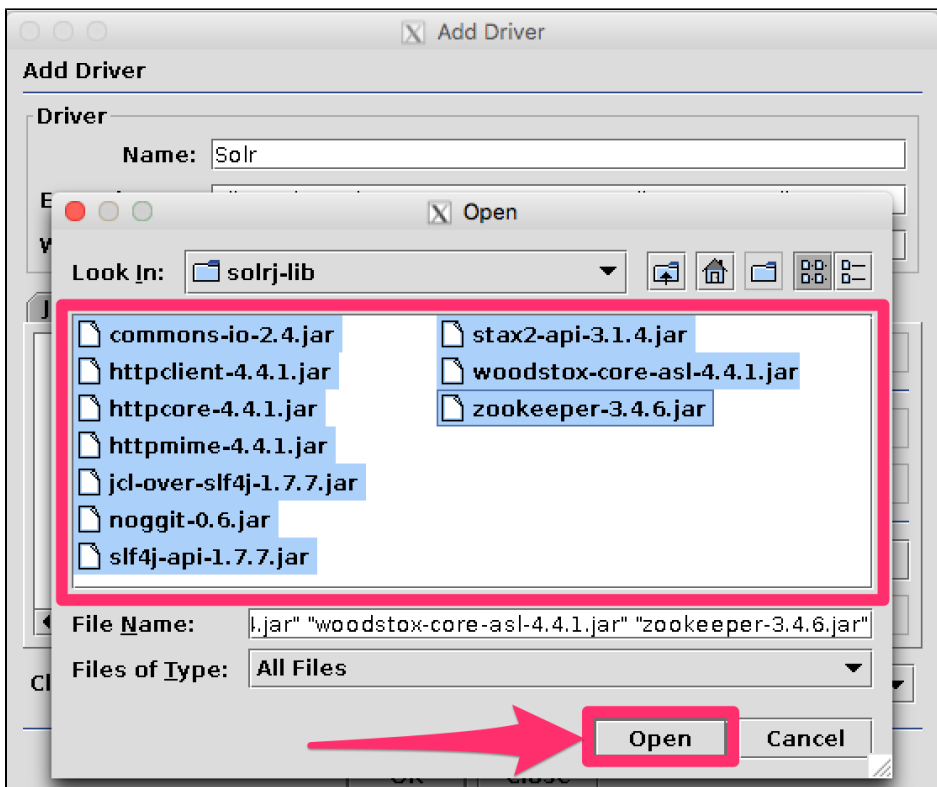 Add Driver
Add Driver
Driver
Name: Solr
Open
Look In: solrj-lib
commons-io-2.4.jar
httpclient-4.4.1.jar
httpcore-4.4.1.jar
httpmime-4.4.1.jar
jcl-over-slf4j-1.7.7.jar
noggit-0.6.jar
slf4j-api-1.7.7.jar
stax2-api-3.1.4.jar
woodstox-core-asl-4.4.1.jar
zookeeper-3.4.6.jar
File Name: .jar" "woodstox-core-asl-4.4.1.jar" "zookeeper-3.4.6.jar"
Files of Type: All Files
Open Cancel
OK Close